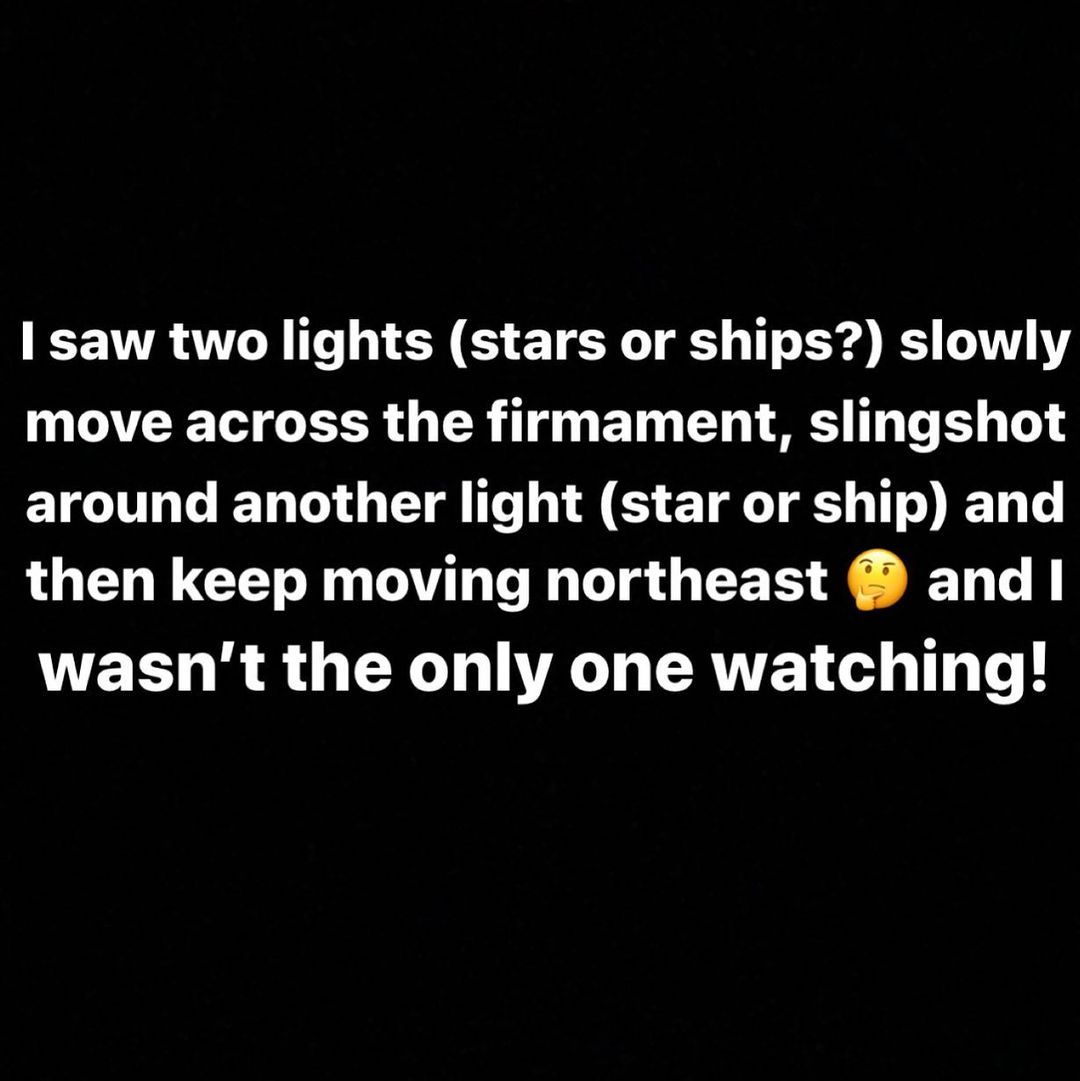 I saw two lights (stars or ships?) slowly
move across the firmament, slingshot
around another light (star or ship) and
then keep moving northeast 🤔 and I
wasn’t the only one watching!